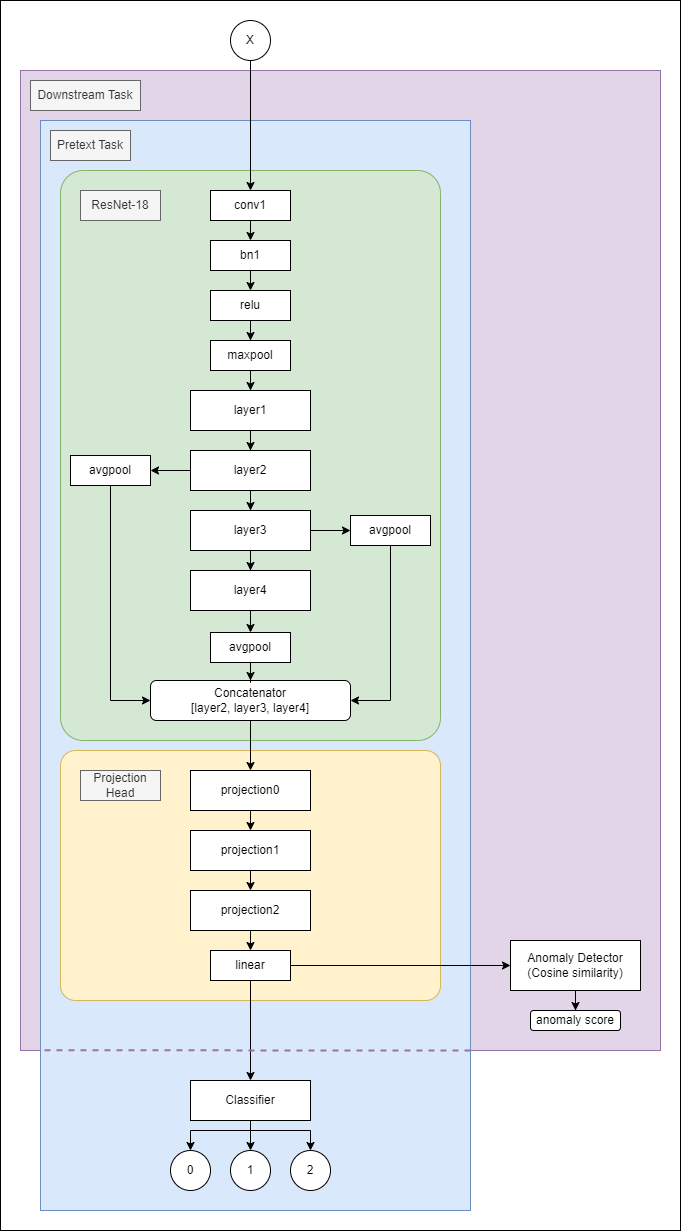 X
Downstream Task
Pretext Task
ResNet-18
conv1
bn1
relu
maxpool
layer1
avgpool
layer2
layer3
avgpool
layer4
avgpool
Concatenator
[layer2, layer3, layer4]
Projection
Head
projection0
projection1
projection2
linear
Anomaly Detector
(Cosine similarity)
anomaly score
Classifier
0
1
2